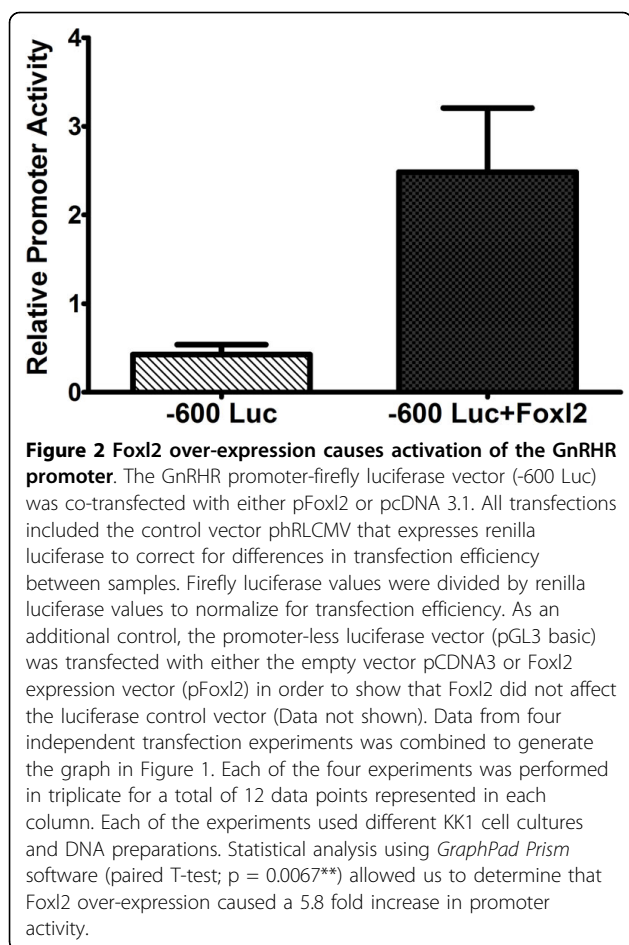 4
3
2
1
0
Relative Promoter Activity
-600 Luc
-600 Luc+Foxl2
Figure 2 Foxl2 over-expression causes activation of the GnRHR
promoter. The GnRHR promoter-firefly luciferase vector (-600 Luc)
was co-transfected with either pFoxl2 or pcDNA 3.1. All transfections
included the control vector phRLCMV that expresses renilla
luciferase to correct for differences in transfection efficiency
between samples. Firefly luciferase values were divided by renilla
luciferase values to normalize for transfection efficiency. As an
additional control, the promoter-less luciferase vector (pGL3 basic)
was transfected with either the empty vector pCDNA3 or Foxl2
expression vector (pFoxl2) in order to show that Foxl2 did not affect
the luciferase control vector (Data not shown). Data from four
independent transfection experiments was combined to generate
the graph in Figure 1. Each of the four experiments was performed
in triplicate for a total of 12 data points represented in each
column. Each of the experiments used different KK1 cell cultures
and DNA preparations. Statistical analysis using GraphPad Prism
software (paired T-test; p = 0.0067**) allowed us to determine that
Foxl2 over-expression caused a 5.8 fold increase in promoter
activity.